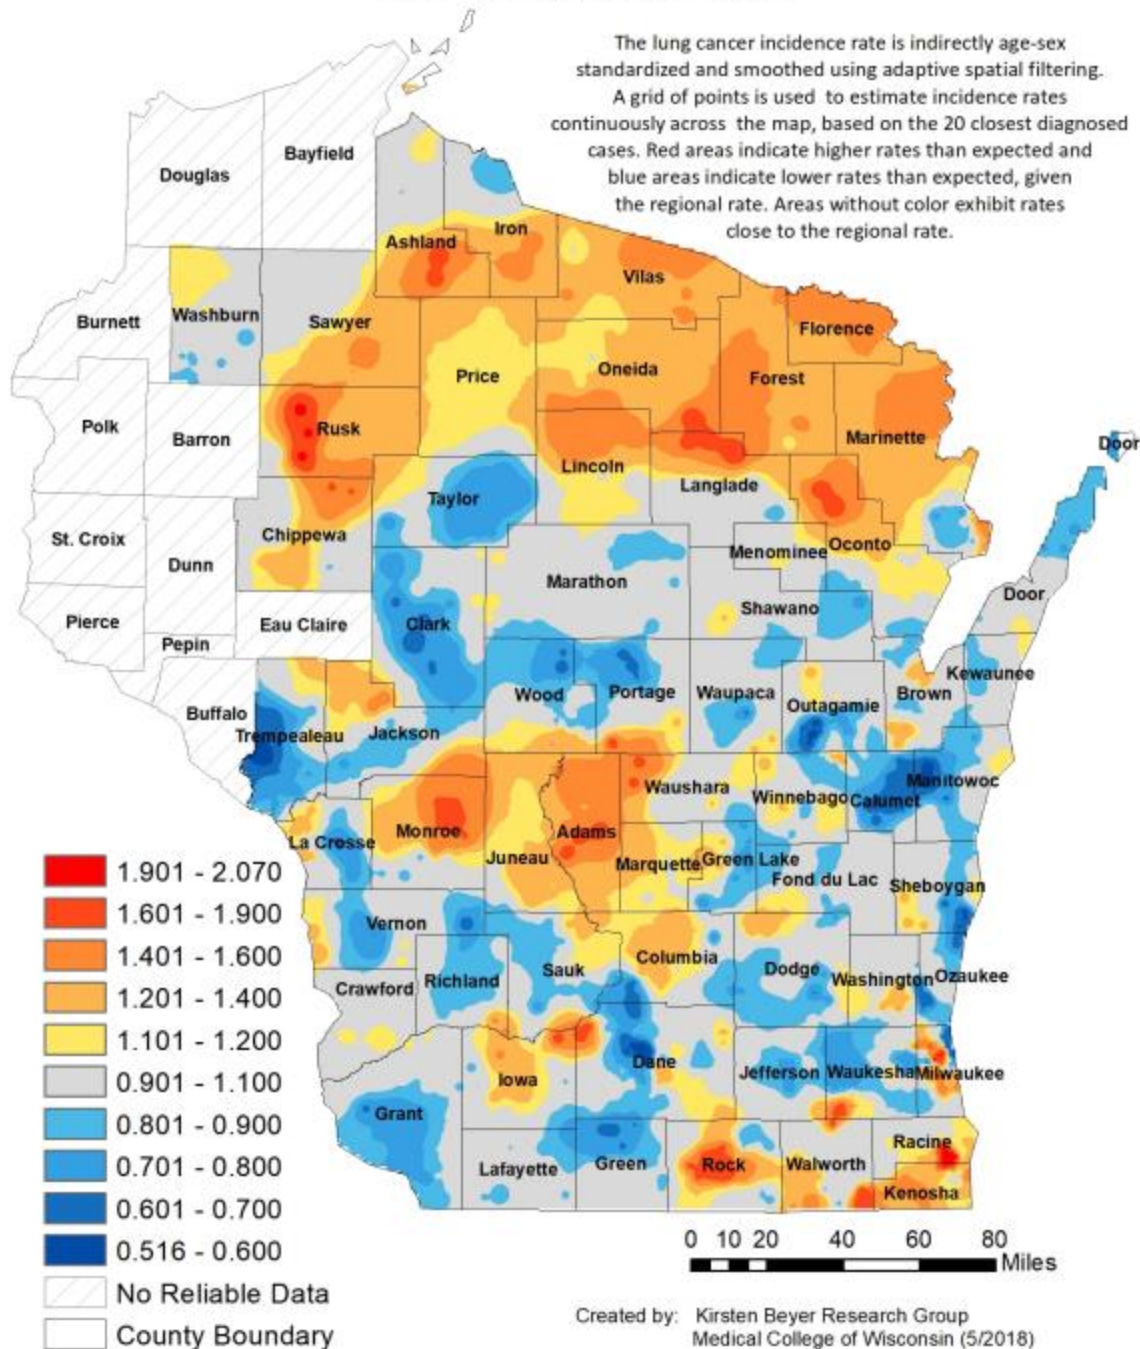 The lung cancer incidence rate is indirectly age-sex
standardized and smoothed using adaptive spatial filtering.
A grid of points is used to estimate incidence rates
continuously across the map, based on the 20 closest diagnosed
cases. Red areas indicate higher rates than expected and
blue areas indicate lower rates than expected, given
the regional rate. Areas without color exhibit rates
close to the regional rate.
Bayfield
Douglas
Iron
Ashland
Vilas
Burnett
Washburn
Sawyer
Florence
Price
Oneida
Forest
Polk
Barron
Rusk
Marinette
Door
Lincoln
Langlade
Taylor
St. Croix
Chippewa
Menominee
Oconto
Dunn
Marathon
Door
Shawano
Pierce
Eau Claire
Clark
Pepin
Kewaunee
Wood
Portage
Waupaca
Brown
Outagamie
Buffalo
Trempealeau
Jackson
Waushara
Winnebago
Calumet
Manitowoc
La Crosse
Monroe
Adams
Juneau
Marquette
Green Lake
Fond du Lac
Sheboygan
Vernon
Columbia
Sauk
Dodge
Richland
Crawford
Washington
Ozaukee
Dane
Iowa
Jefferson
Waukesha
Milwaukee
Grant
Racine
Lafayette
Green
Rock
Walworth
Kenosha
1.901 - 2.070
1.601 - 1.900
1.401 - 1.600
1.201 - 1.400
1.101 - 1.200
0.901 - 1.100
0.801 - 0.900
0.701 - 0.800
0.601 - 0.700
0.516 - 0.600
No Reliable Data
County Boundary
0 10 20 40 60 80
Miles
Created by: Kirsten Beyer Research Group
Medical College of Wisconsin (5/2018)